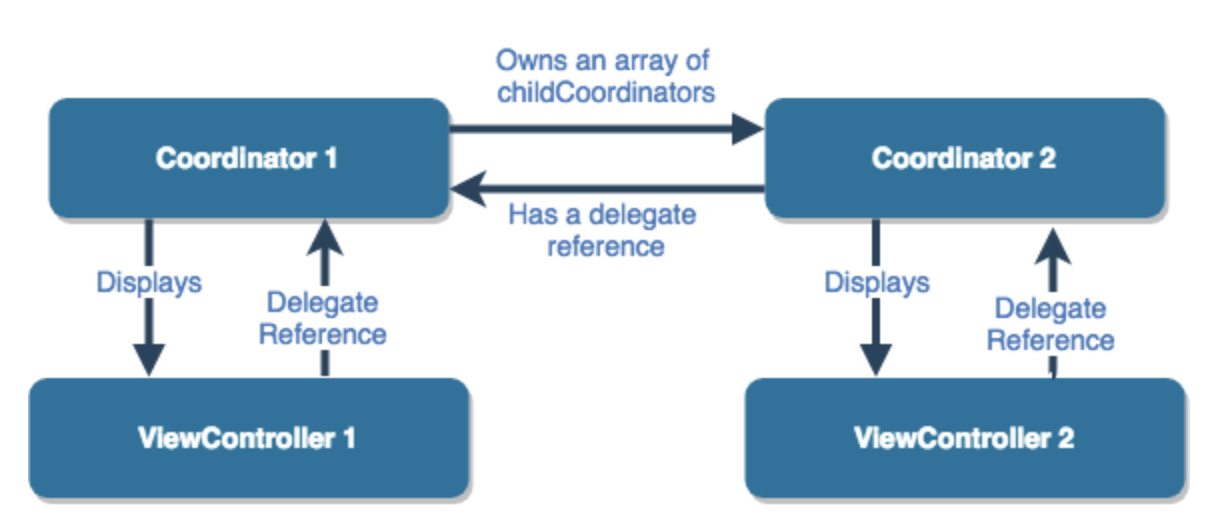 Owns an array of
childCoordinators
Coordinator 1
Coordinator 2
Has a delegate
reference
Displays
Delegate
Reference
Displays
Delegate
Reference
ViewController 1
ViewController 2